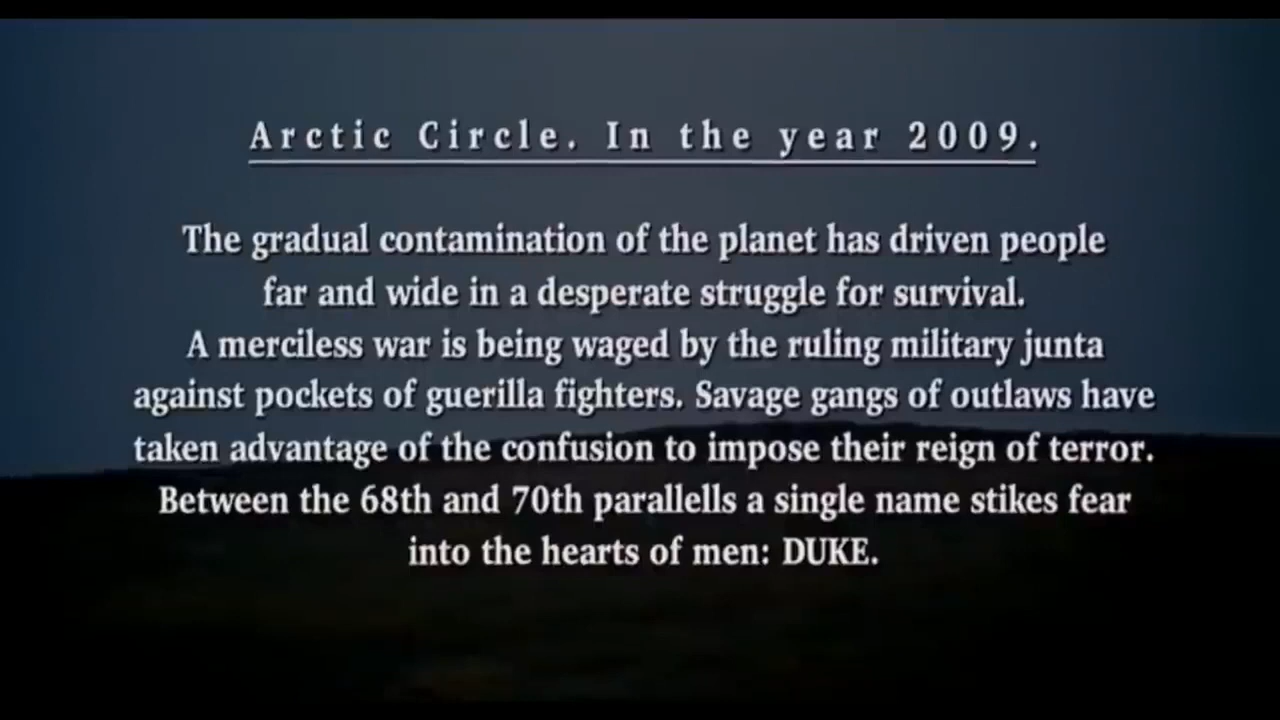 Arctic Circle. In the year 2009.
The gradual contamination of the planet has driven people
far and wide in a desperate struggle for survival.
A merciless war is being waged by the ruling military junta
against pockets of guerilla fighters. Savage gangs of outlaws have
taken advantage of the confusion to impose their reign of terror.
Between the 68th and 70th parallells a single name stikes fear
into the hearts of men: DUKE.